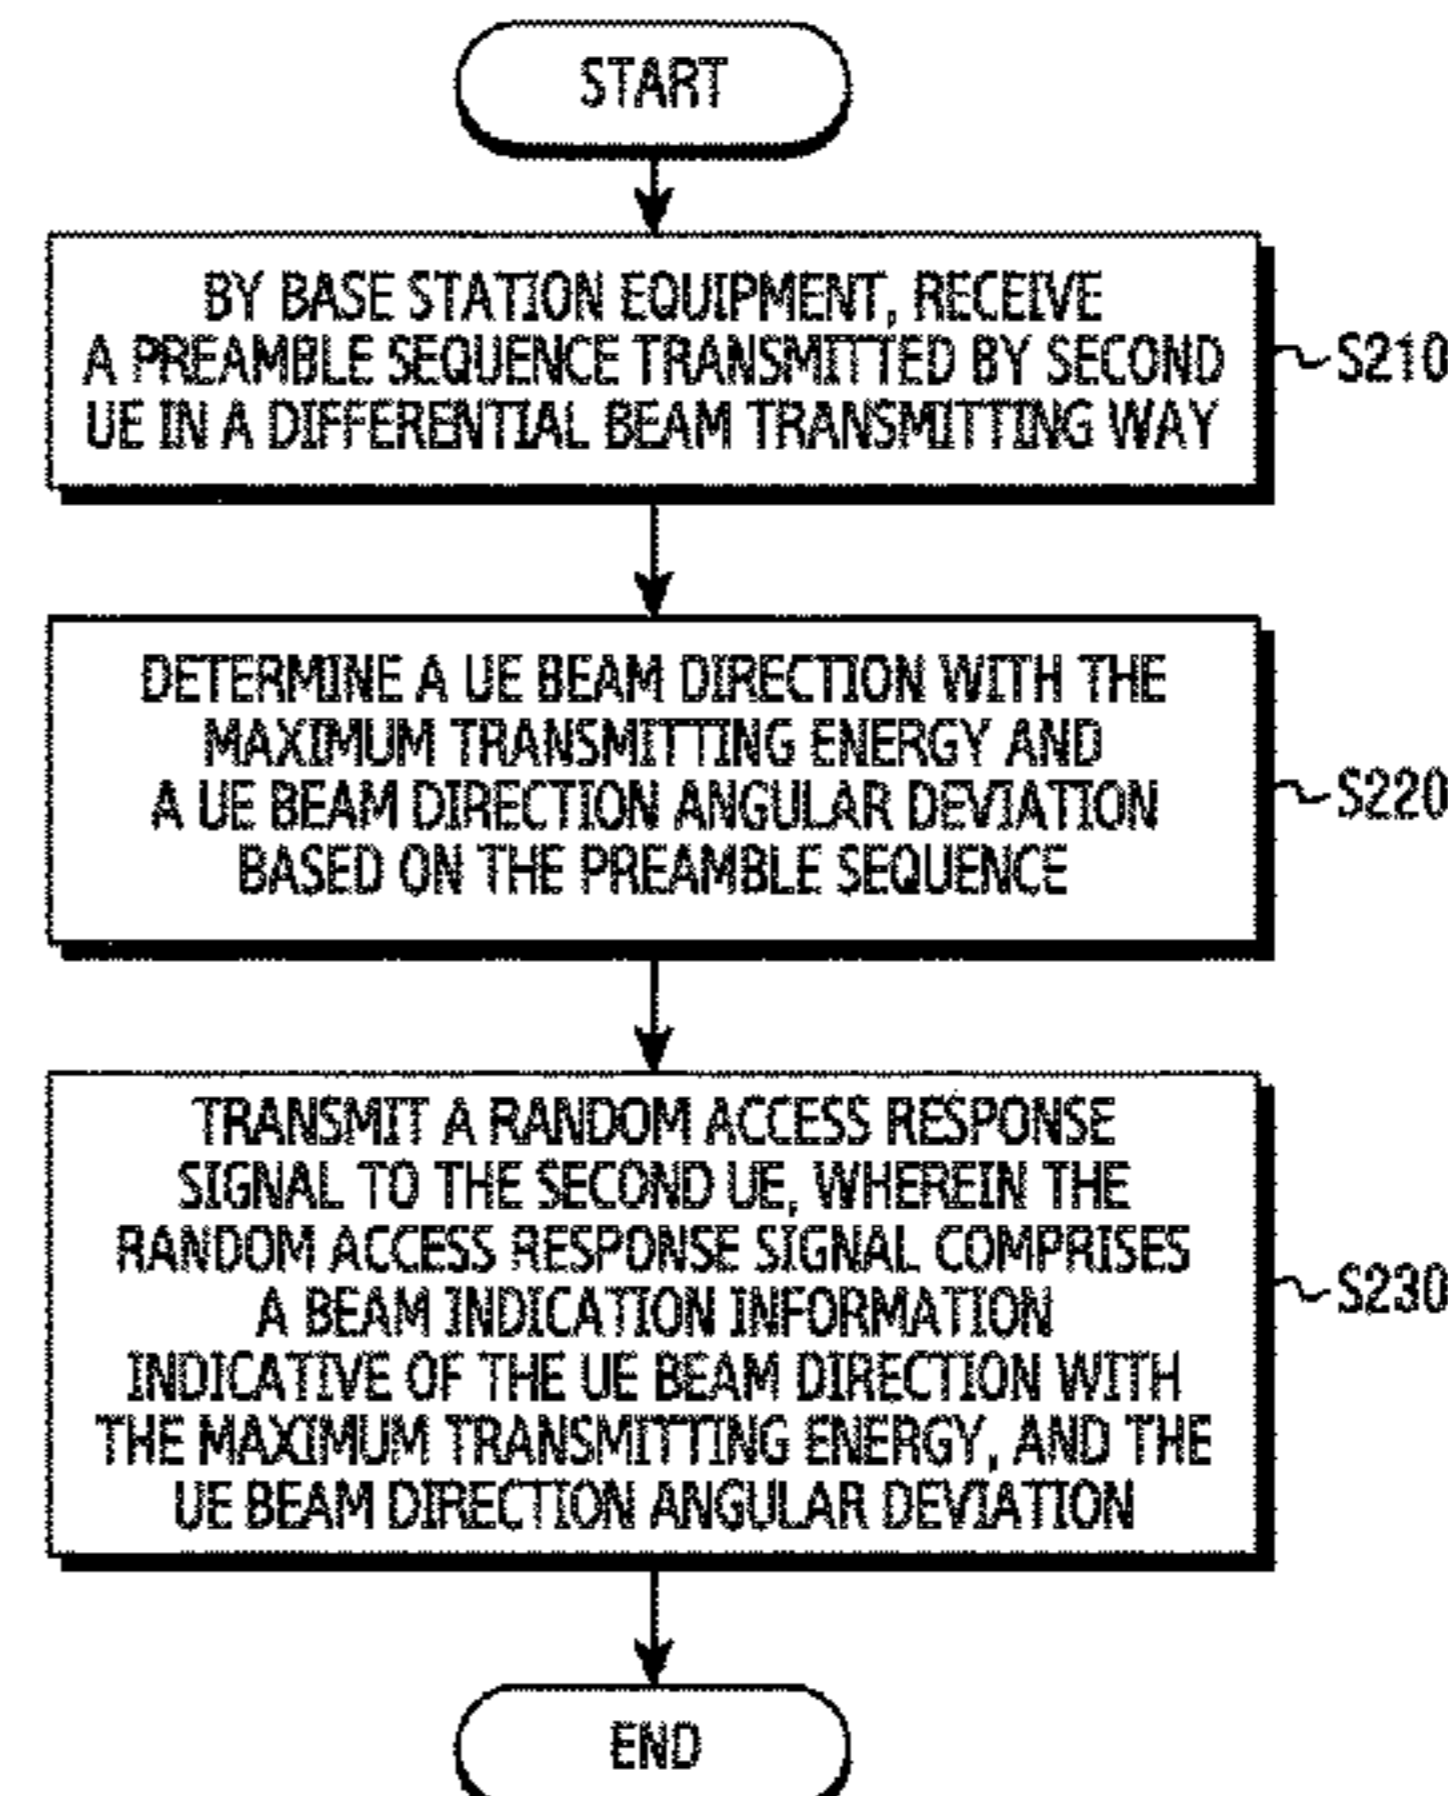 START
BY BASE STATION EQUIPMENT, RECEIVE
A PREAMBLE SEQUENCE TRANSMITTED BY SECOND
UE IN A DIFFERENTIAL BEAM TRANSMITTING WAY
S210
DETERMINE A UE BEAM DIRECTION WITH THE
MAXIMUM TRANSMITTING ENERGY AND
A UE BEAM DIRECTION ANGULAR DEVIATION
BASED ON THE PREAMBLE SEQUENCE
S220
TRANSMIT A RANDOM ACCESS RESPONSE
SIGNAL TO THE SECOND UE, WHEREIN THE
RANDOM ACCESS RESPONSE SIGNAL COMPRISES
A BEAM INDICATION INFORMATION
INDICATIVE OF THE UE BEAM DIRECTION WITH
THE MAXIMUM TRANSMITTING ENERGY, AND THE
UE BEAM DIRECTION ANGULAR DEVIATION
S230
END